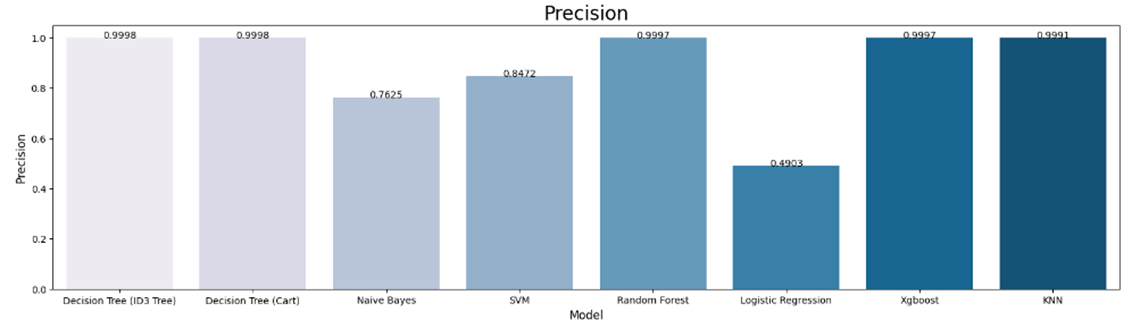 Precision
0.9998
0.9998
0.7625
0.8472
0.9997
0.4903
0.9997
0.9991
Precision
1.0
0.8
0.6
0.4
0.2
0.0
Decision Tree (ID3 Tree)
Decision Tree (Cart)
Naive Bayes
SVM
Random Forest
Logistic Regression
Xgboost
KNN
Model